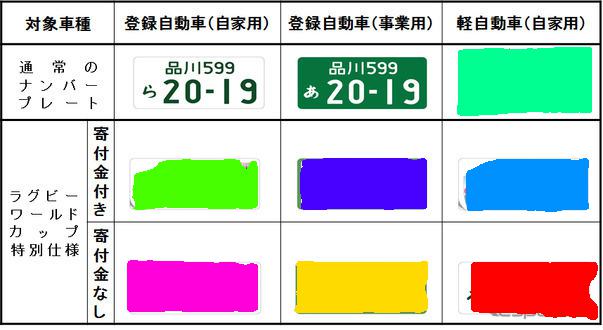 対象車種 登録自動車(自家用) 登録自動車(事業用) 軽自動車(自家用)
通常の
ナンバー
プレート
品川599
ら20-19
品川599
あ20-19
ラグビー
ワールド
カップ
特別仕様
寄付金付き
寄付金なし